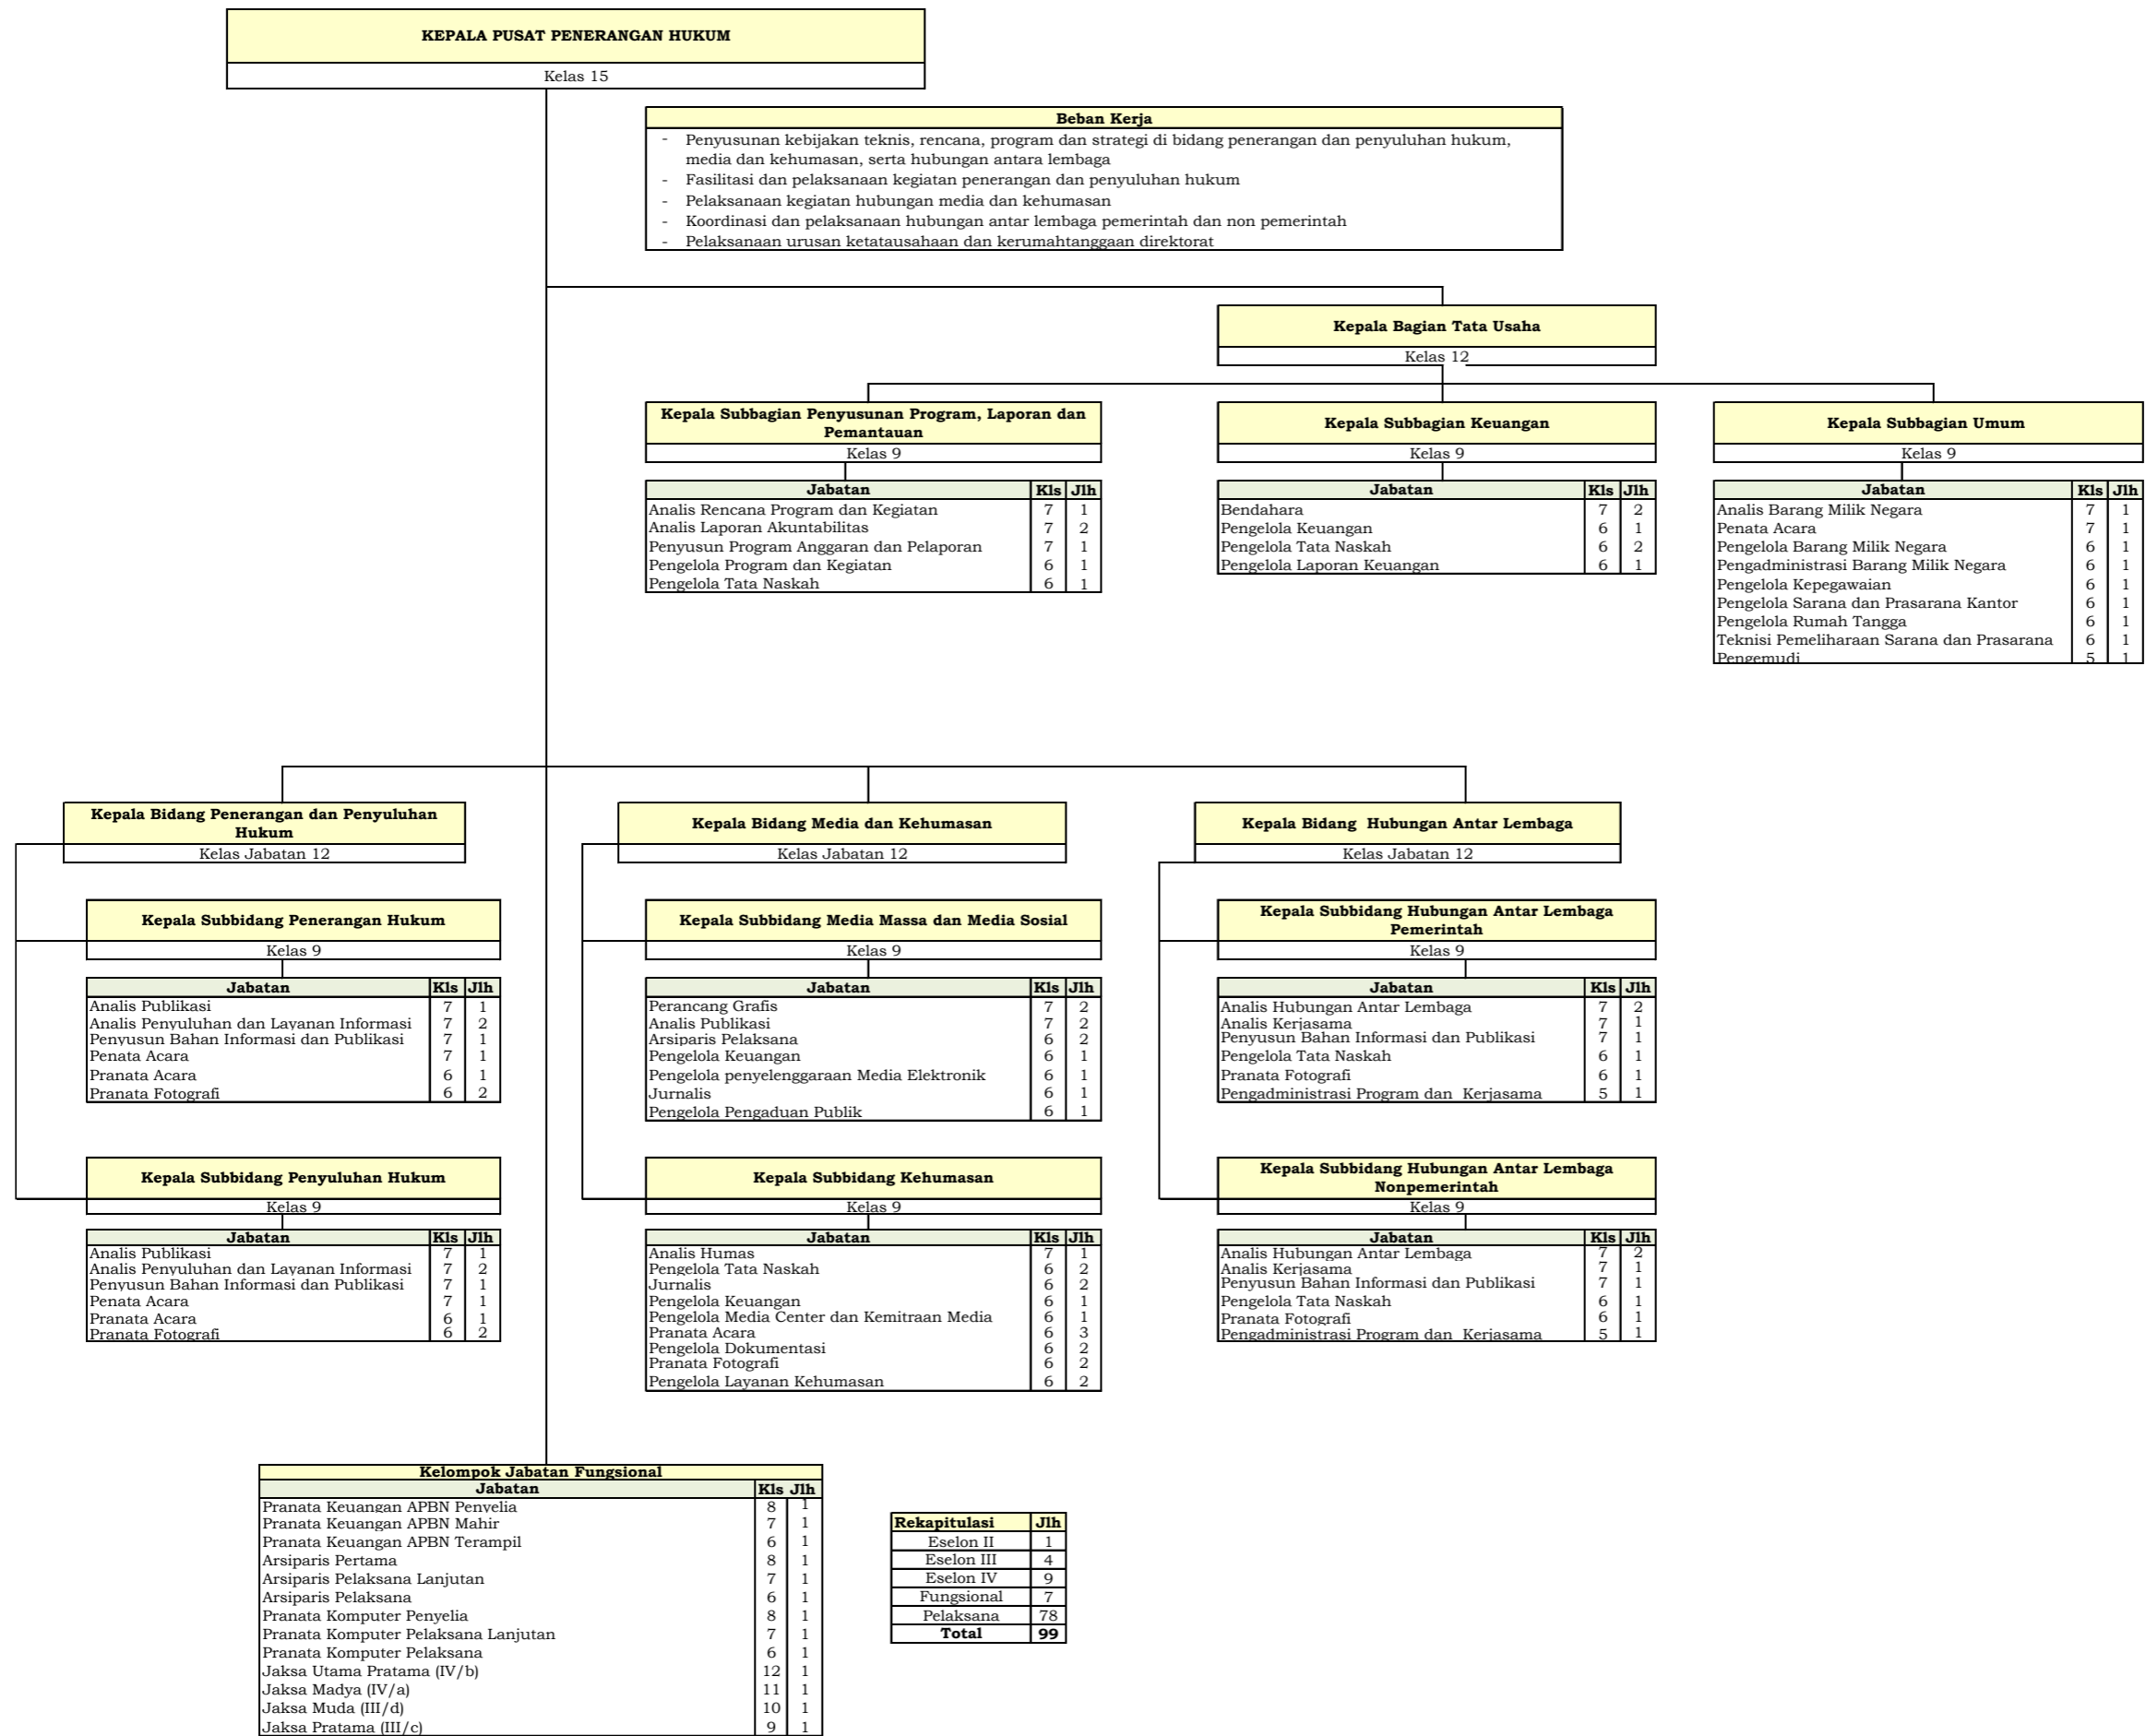 KEPALA PUSAT PENERANGAN HUKUM
Kelas 15
Beban Kerja
- Penyusunan kebijakan teknis, rencana, program dan strategi di bidang penerangan dan penyuluhan hukum,
media dan kehumasan, serta hubungan antara lembaga
- Fasilitasi dan pelaksanaan kegiatan penerangan dan penyuluhan hukum
- Pelaksanaan kegiatan hubungan media dan kehumasan
- Koordinasi dan pelaksanaan hubungan antar lembaga pemerintah dan non pemerintah
- Pelaksanaan urusan ketatausahaan dan kerumahtanggaan direktorat
Kepala Bagian Tata Usaha
Kelas 12
Kepala Subbagian Penyusunan Program, Laporan dan
Pemantauan
Kelas 9
Jabatan Kls Jlh
Analis Rencana Program dan Kegiatan 7 1
Analis Laporan Akuntabilitas 7 2
Penyusun Program Anggaran dan Pelaporan 7 1
Pengelola Program dan Kegiatan 6 1
Pengelola Tata Naskah 6 1
Kepala Subbagian Keuangan
Kelas 9
Jabatan Kls Jlh
Bendahara 7 2
Pengelola Keuangan 6 1
Pengelola Tata Naskah 6 2
Pengelola Laporan Keuangan 6 1
Kepala Subbagian Umum
Kelas 9
Jabatan Kls Jlh
Analis Barang Milik Negara 7 1
Penata Acara 7 1
Pengelola Barang Milik Negara 6 1
Pengadministrasi Barang Milik Negara 6 1
Pengelola Kepegawaian 6 1
Pengelola Sarana dan Prasarana Kantor 6 1
Pengelola Rumah Tangga 6 1
Teknisi Pemeliharaan Sarana dan Prasarana 6 1
Pengemudi 5 1
Kepala Bidang Penerangan dan Penyuluhan
Hukum
Kelas Jabatan 12
Kepala Subbidang Penerangan Hukum
Kelas 9
Jabatan Kls Jlh
Analis Publikasi 7 1
Analis Penyuluhan dan Layanan Informasi 7 2
Penyusun Bahan Informasi dan Publikasi 7 1
Penata Acara 7 1
Pranata Acara 6 1
Pranata Fotografi 6 2
Kepala Subbidang Penyuluhan Hukum
Kelas 9
Jabatan Kls Jlh
Analis Publikasi 7 1
Analis Penyuluhan dan Layanan Informasi 7 2
Penyusun Bahan Informasi dan Publikasi 7 1
Penata Acara 7 1
Pranata Acara 6 1
Pranata Fotografi 6 2
Kepala Bidang Media dan Kehumasan
Kelas Jabatan 12
Kepala Subbidang Media Massa dan Media Sosial
Kelas 9
Jabatan Kls Jlh
Perancang Grafis 7 2
Analis Publikasi 7 2
Arsiparis Pelaksana 6 2
Pengelola Keuangan 6 1
Pengelola penyelenggaraan Media Elektronik 6 1
Jurnalis 6 1
Pengelola Pengaduan Publik 6 1
Kepala Subbidang Kehumasan
Kelas 9
Jabatan Kls Jlh
Analis Humas 7 1
Pengelola Tata Naskah 6 2
Jurnalis 6 2
Pengelola Keuangan 6 1
Pengelola Media Center dan Kemitraan Media 6 1
Pranata Acara 6 3
Pengelola Dokumentasi 6 2
Pranata Fotografi 6 2
Pengelola Layanan Kehumasan 6 2
Kepala Bidang  Hubungan Antar Lembaga
Kelas Jabatan 12
Kepala Subbidang Hubungan Antar Lembaga
Pemerintah
Kelas 9
Jabatan Kls Jlh
Analis Hubungan Antar Lembaga 7 2
Analis Kerjasama 7 1
Penyusun Bahan Informasi dan Publikasi 7 1
Pengelola Tata Naskah 6 1
Pranata Fotografi 6 1
Pengadministrasi Program dan  Kerjasama 5 1
Kepala Subbidang Hubungan Antar Lembaga
Nonpemerintah
Kelas 9
Jabatan Kls Jlh
Analis Hubungan Antar Lembaga 7 2
Analis Kerjasama 7 1
Penyusun Bahan Informasi dan Publikasi 7 1
Pengelola Tata Naskah 6 1
Pranata Fotografi 6 1
Pengadministrasi Program dan  Kerjasama 5 1
Kelompok Jabatan Fungsional
Jabatan Kls Jlh
Pranata Keuangan APBN Penyelia 8 1
Pranata Keuangan APBN Mahir 7 1
Pranata Keuangan APBN Terampil 6 1
Arsiparis Pertama 8 1
Arsiparis Pelaksana Lanjutan 7 1
Arsiparis Pelaksana 6 1
Pranata Komputer Penyelia 8 1
Pranata Komputer Pelaksana Lanjutan 7 1
Pranata Komputer Pelaksana 6 1
Jaksa Utama Pratama (IV/b) 12 1
Jaksa Madya (IV/a) 11 1
Jaksa Muda (III/d) 10 1
Jaksa Pratama (III/c) 9 1
Rekapitulasi Jlh
Eselon II 1
Eselon III 4
Eselon IV 9
Fungsional 7
Pelaksana 78
Total 99